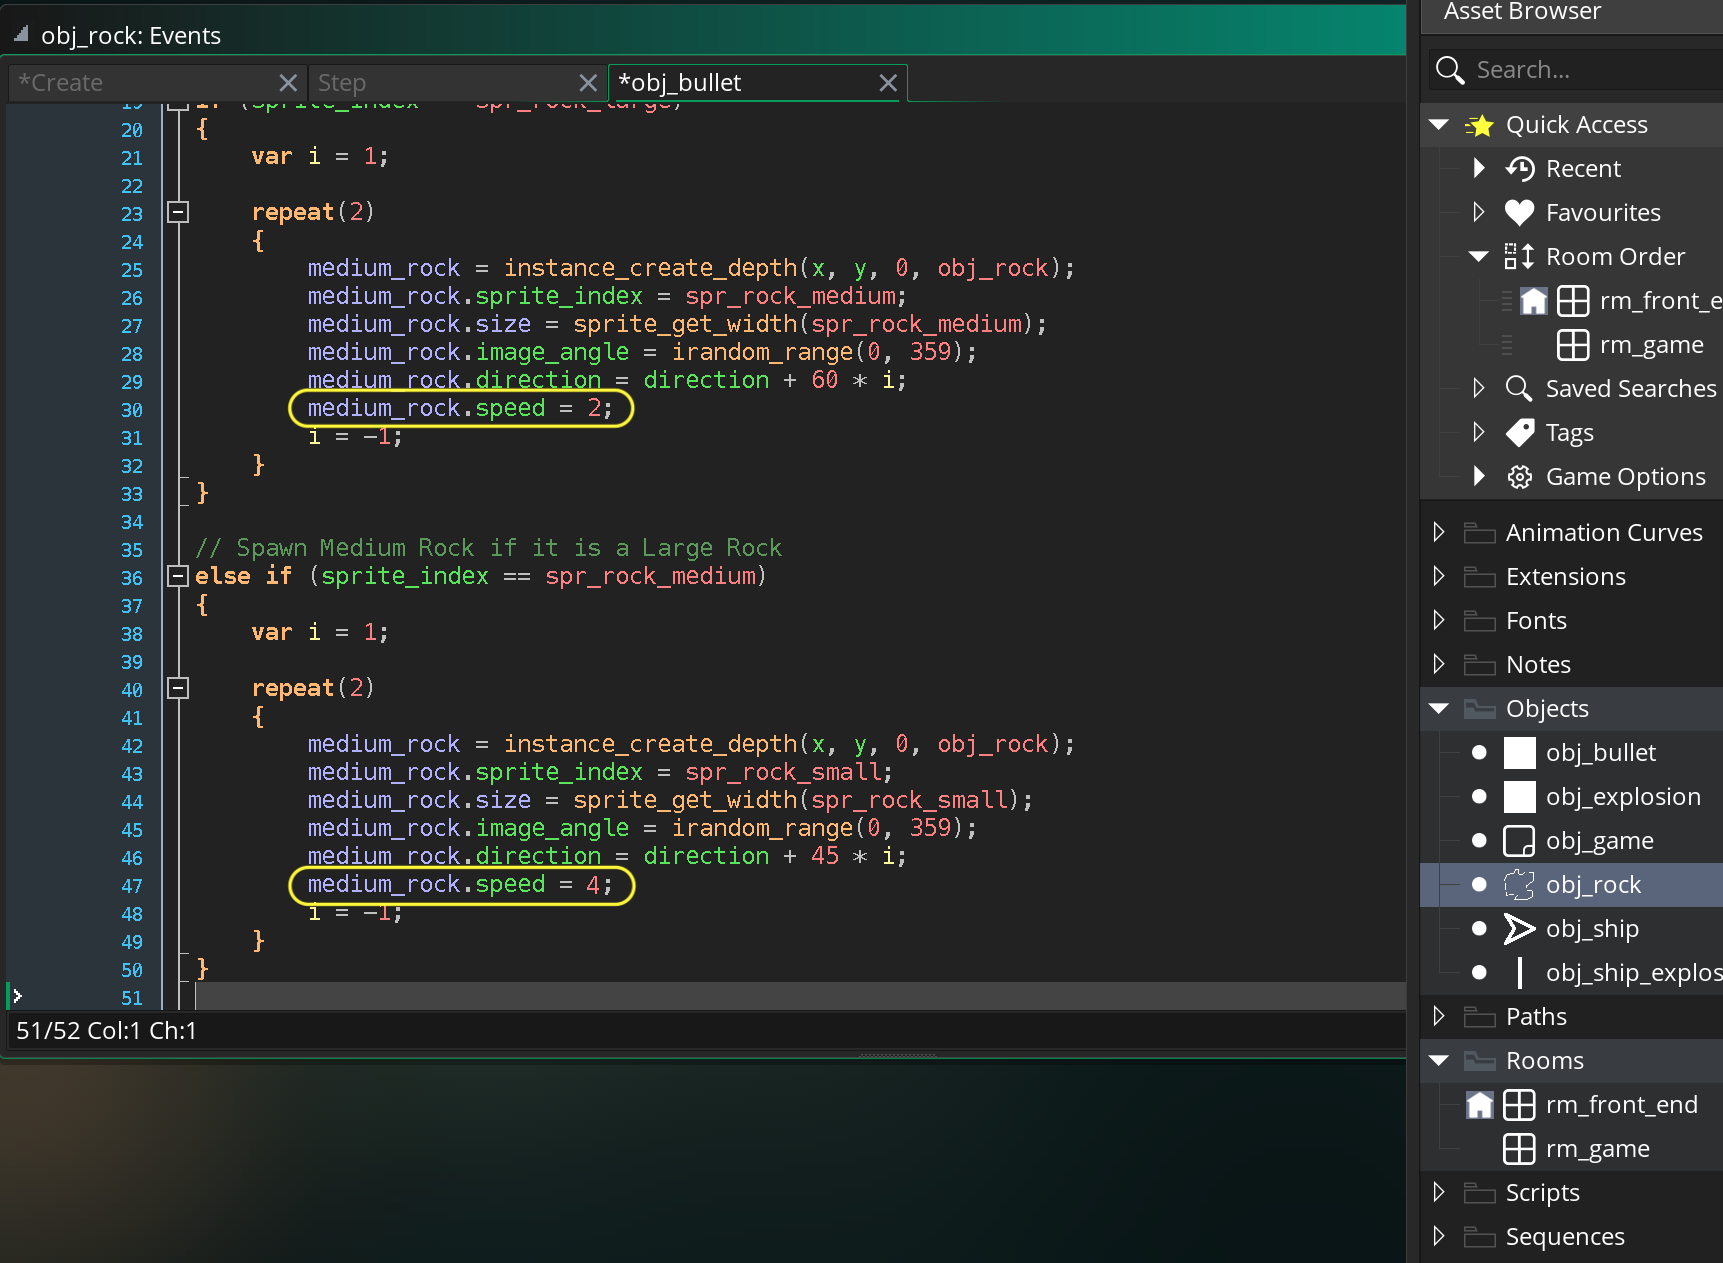 obj_rock: Events
*Create
Step
*obj_bullet
19 if (sprite_index == spr_rock_large)
20 {
21 var i = 1;
22
23 repeat(2)
24 {
25 medium_rock = instance_create_depth(x, y, 0, obj_rock);
26 medium_rock.sprite_index = spr_rock_medium;
27 medium_rock.size = sprite_get_width(spr_rock_medium);
28 medium_rock.image_angle = irandom_range(0, 359);
29 medium_rock.direction = direction + 60 * i;
30 medium_rock.speed = 2;
31 i = -1;
32 }
33 }
34
35 // Spawn Medium Rock if it is a Large Rock
36 else if (sprite_index == spr_rock_medium)
37 {
38 var i = 1;
39
40 repeat(2)
41 {
42 medium_rock = instance_create_depth(x, y, 0, obj_rock);
43 medium_rock.sprite_index = spr_rock_small;
44 medium_rock.size = sprite_get_width(spr_rock_small);
45 medium_rock.image_angle = irandom_range(0, 359);
46 medium_rock.direction = direction + 45 * i;
47 medium_rock.speed = 4;
48 i = -1;
49 }
50 }
51
51/52 Col:1 Ch:1
Asset Browser
Search...
Quick Access
Recent
Favourites
Room Order
rm_front_e
rm_game
Saved Searches
Tags
Game Options
Animation Curves
Extensions
Fonts
Notes
Objects
obj_bullet
obj_explosion
obj_game
obj_rock
obj_ship
obj_ship_explos
Paths
Rooms
rm_front_end
rm_game
Scripts
Sequences